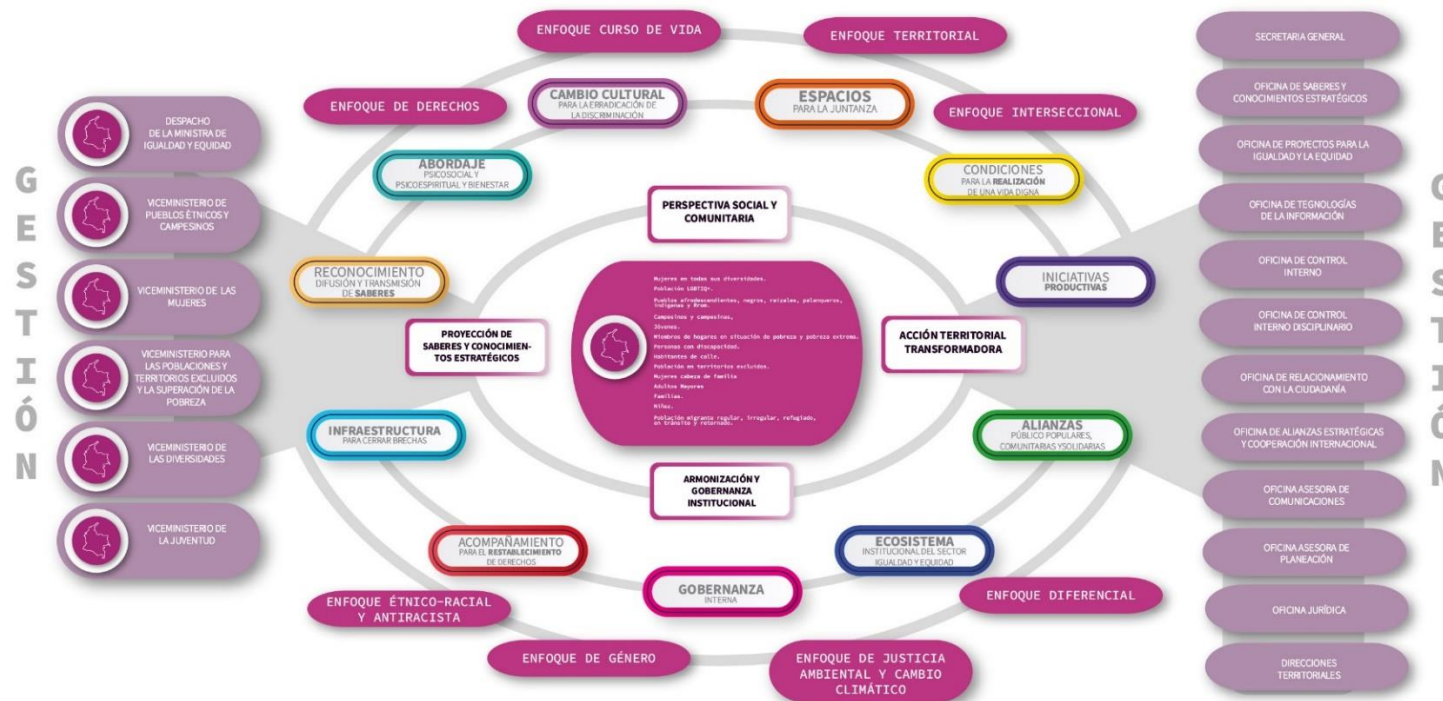 GESTIÓN
DESPACHO
DE LA MINISTRA DE
IGUALDAD Y EQUIDAD
VICEMINISTERIO DE
PUEBLOS ÉTNICOS Y
CAMPESINOS
VICEMINISTERIO DE LAS
MUJERES
VICEMINISTERIO PARA
LAS POBLACIONES Y
TERRITORIOS EXCLUIDOS
Y LA SUPERACIÓN DE LA
POBREZA
VICEMINISTERIO DE
LAS DIVERSIDADES
VICEMINISTERIO DE
LA JUVENTUD
ENFOQUE CURSO DE VIDA
ENFOQUE TERRITORIAL
ENFOQUE DE DERECHOS
ENFOQUE INTERSECCIONAL
CAMBIO CULTURAL
PARA LA ERRADICACIÓN DE
LA DISCRIMINACIÓN
ESPACIOS
PARA LA JUNTANZA
ABORDAJE
PSICOSOCIAL Y
PSICOESPIRITUAL Y BIENESTAR
CONDICIONES
PARA LA REALIZACIÓN
DE UNA VIDA DIGNA
RECONOCIMIENTO
DIFUSIÓN Y TRANSMISIÓN
DE SABERES
INICIATIVAS
PRODUCTIVAS
PERSPECTIVA SOCIAL Y
COMUNITARIA
PROYECCIÓN DE
SABERES Y CONOCIMIEN-
TOS ESTRATÉGICOS
Mujeres en todas sus diversidades.
Población LGBTIQ+.
Pueblos afrodescendientes, negros, raizales, palenqueros,
indígenas y Rrom.
Campesinos y campesinas,
Jóvenes.
Miembros de hogares en situación de pobreza y pobreza extrema.
Personas con discapacidad.
Habitantes de calle.
Población en territorios excluidos.
Mujeres cabeza de familia
Adultos Mayores
Familias.
Niñez.
Población migrante regular, irregular, refugiado,
en tránsito y retornado.
ACCIÓN TERRITORIAL
TRANSFORMADORA
ARMONIZACIÓN Y
GOBERNANZA
INSTITUCIONAL
INFRAESTRUCTURA
PARA CERRAR BRECHAS
ALIANZAS
PÚBLICO POPULARES,
COMUNITARIAS YSOLIDARIAS
ACOMPAÑAMIENTO
PARA EL RESTABLECIMIENTO
DE DERECHOS
ECOSISTEMA
INSTITUCIONAL DEL SECTOR
IGUALDAD Y EQUIDAD
GOBERNANZA
INTERNA
ENFOQUE ÉTNICO-RACIAL
Y ANTIRACISTA
ENFOQUE DIFERENCIAL
ENFOQUE DE GÉNERO
ENFOQUE DE JUSTICIA
AMBIENTAL Y CAMBIO
CLIMÁTICO
SECRETARIA GENERAL
OFICINA DE SABERES Y
CONOCIMIENTOS ESTRATÉGICOS
OFICINA DE PROYECTOS PARA LA
IGUALDAD Y LA EQUIDAD
OFICINA DE TEGNOLOGÍAS
DE LA INFORMACIÓN
OFICINA DE CONTROL
INTERNO
OFICINA DE CONTROL
INTERNO DISCIPLINARIO
OFICINA DE RELACIONAMIENTO
CON LA CIUDADANÍA
OFICINA DE ALIANZAS ESTRATÉGICAS
Y COOPERACIÓN INTERNACIONAL
OFICINA ASESORA DE
COMUNICACIONES
OFICINA ASESORA DE
PLANEACIÓN
OFICINA JURÍDICA
DIRECCIONES
TERRITORIALES
GESTIÓN